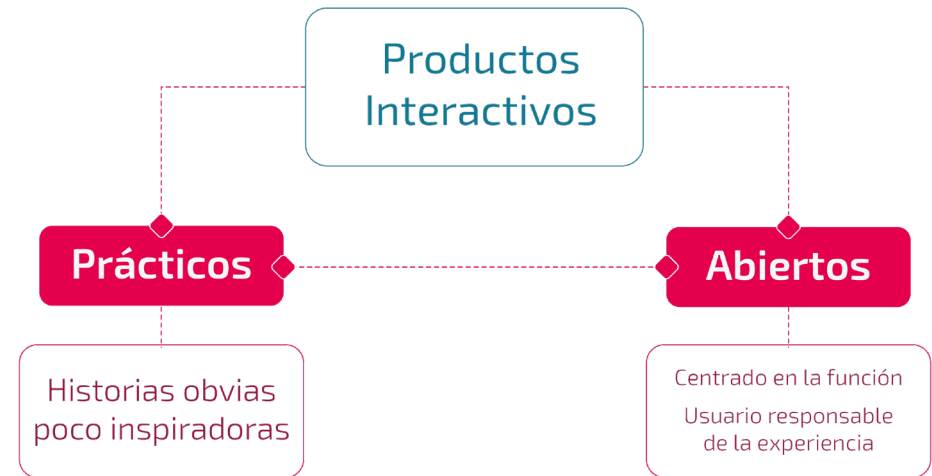 Productos
Interactivos
Prácticos
Abiertos
Historias obvias
poco inspiradoras
Centrado en la función
Usuario responsable
de la experiencia